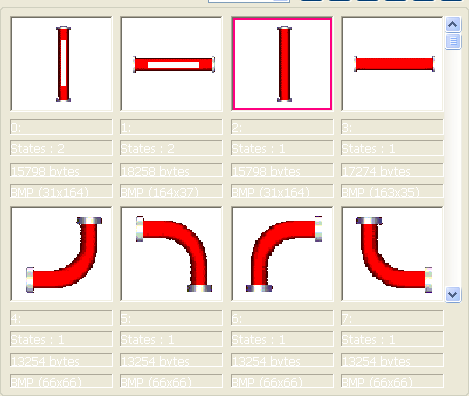 0:
1:
2:
3:
States : 2
States : 2
States : 1
States : 1
15798 bytes
18258 bytes
15798 bytes
17274 bytes
BMP (31x164)
BMP (164x37)
BMP (31x164)
BMP (163x35)
4:
5:
6:
7:
States : 1
States : 1
States : 1
States : 1
13254 bytes
13254 bytes
13254 bytes
13254 bytes
BMP (66x66)
BMP (66x66)
BMP (66x66)
BMP (66x66)